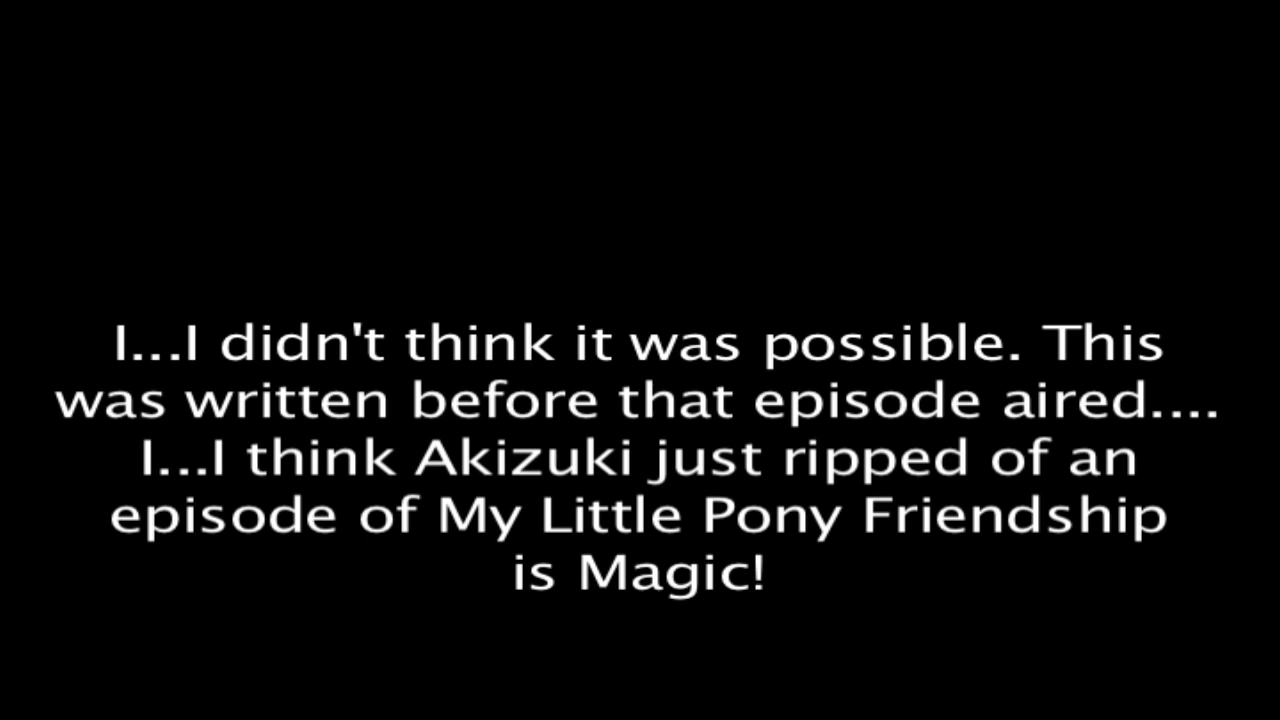 I...I didn't think it was possible. This
was written before that episode aired....
I...I think Akizuki just ripped of an
episode of My Little Pony Friendship
is Magic!